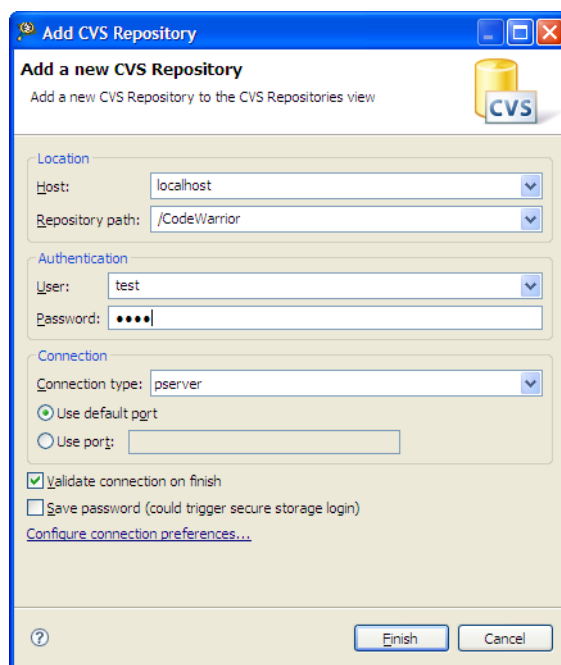 Add CVS Repository
Add a new CVS Repository
Add a new CVS Repository to the CVS Repositories view
CVS
Location
Host: localhost
Repository path: /CodeWarrior
Authentication
User: test
Password: ●●●●
Connection
Connection type: pserver
Use default port
Use port:
Validate connection on finish
Save password (could trigger secure storage login)
Configure connection preferences...
? Finish Cancel